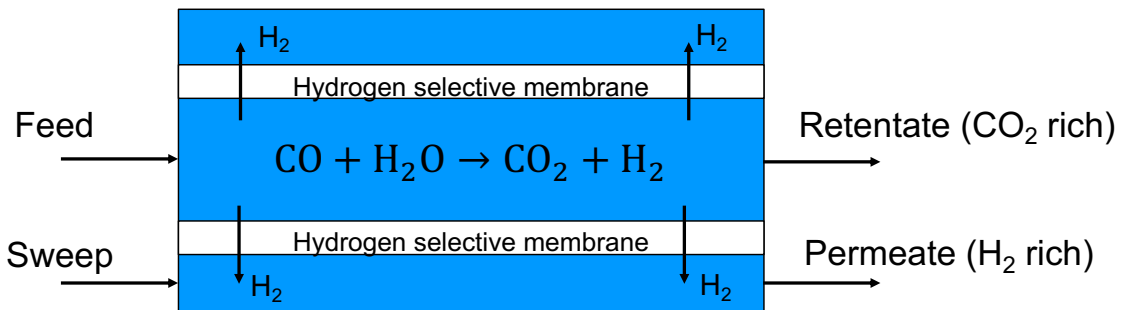 H₂ H₂
Hydrogen selective membrane
Feed Retentate (CO₂ rich)
CO + H₂O → CO₂ + H₂
Hydrogen selective membrane
Sweep Permeate (H₂ rich)
H₂ H₂